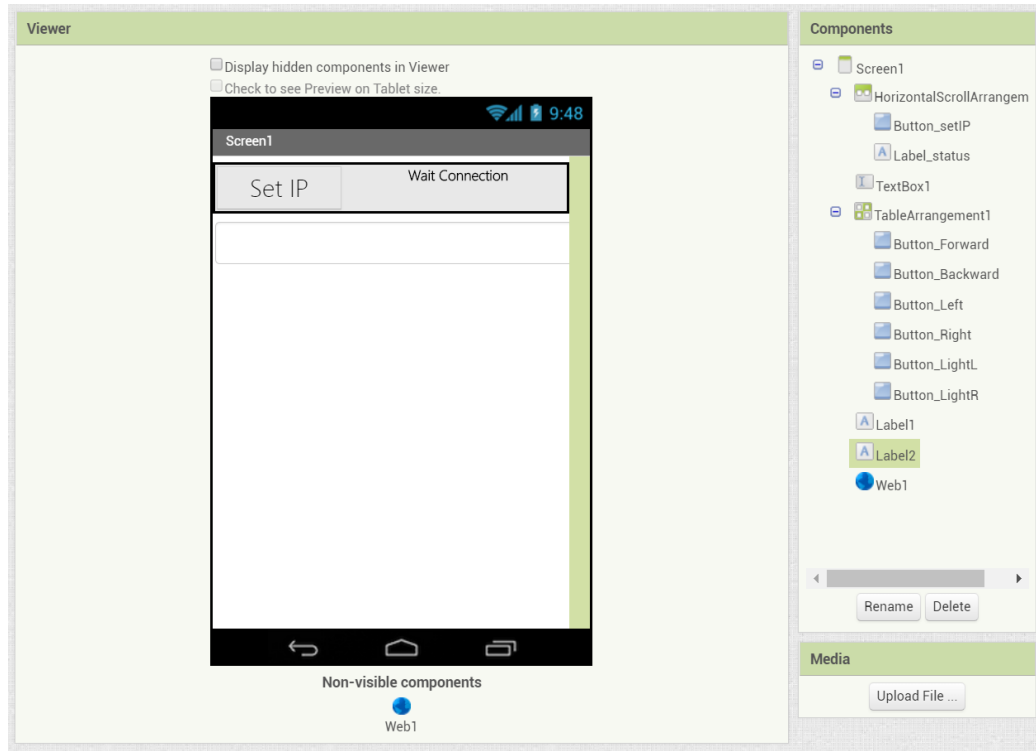 Viewer
Display hidden components in Viewer
Check to see Preview on Tablet size.
9:48
Screen1
Set IP
Wait Connection
Non-visible components
Web1
Components
Screen1
HorizontalScrollArrangem
Button_setIP
A Label_status
TextBox1
TableArrangement1
Button_Forward
Button_Backward
Button_Left
Button_Right
Button_LightL
Button_LightR
A Label1
A Label2
Web1
Rename Delete
Media
Upload File ...